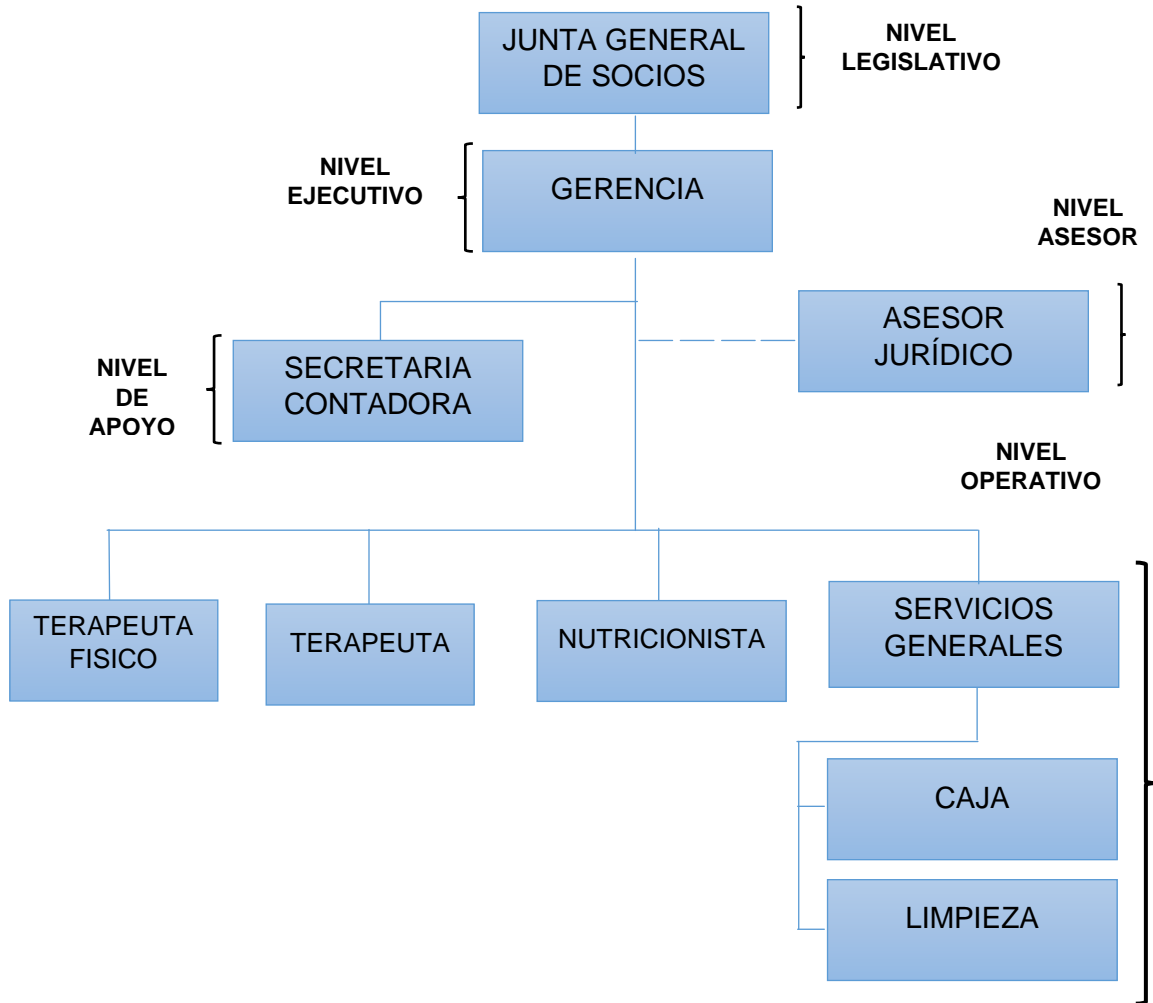 JUNTA GENERAL
DE SOCIOS
NIVEL
LEGISLATIVO
NIVEL
EJECUTIVO
GERENCIA
NIVEL
ASESOR
ASESOR
JURÍDICO
NIVEL
DE
APOYO
SECRETARIA
CONTADORA
NIVEL
OPERATIVO
TERAPEUTA
FISICO
TERAPEUTA
NUTRICIONISTA
SERVICIOS
GENERALES
CAJA
LIMPIEZA